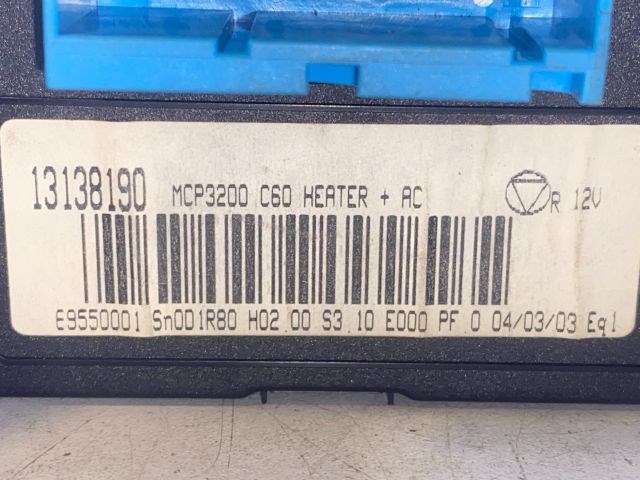 13138190 MCP3200 C60 HEATER + AC R 12V
E9550001 Sn0D1R80 H02.00 S3.10 E000 PF.0 04/03/03 Eq1